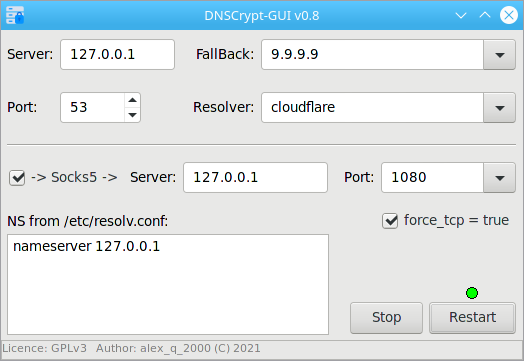 DNSCrypt-GUI v0.8
Server: 127.0.0.1 FallBack: 9.9.9.9
Port: 53 Resolver: cloudflare
-> Socks5 -> Server: 127.0.0.1 Port: 1080
NS from /etc/resolv.conf: force_tcp = true
nameserver 127.0.0.1
Stop Restart
Licence: GPLv3 Author: alex_q_2000 (C) 2021